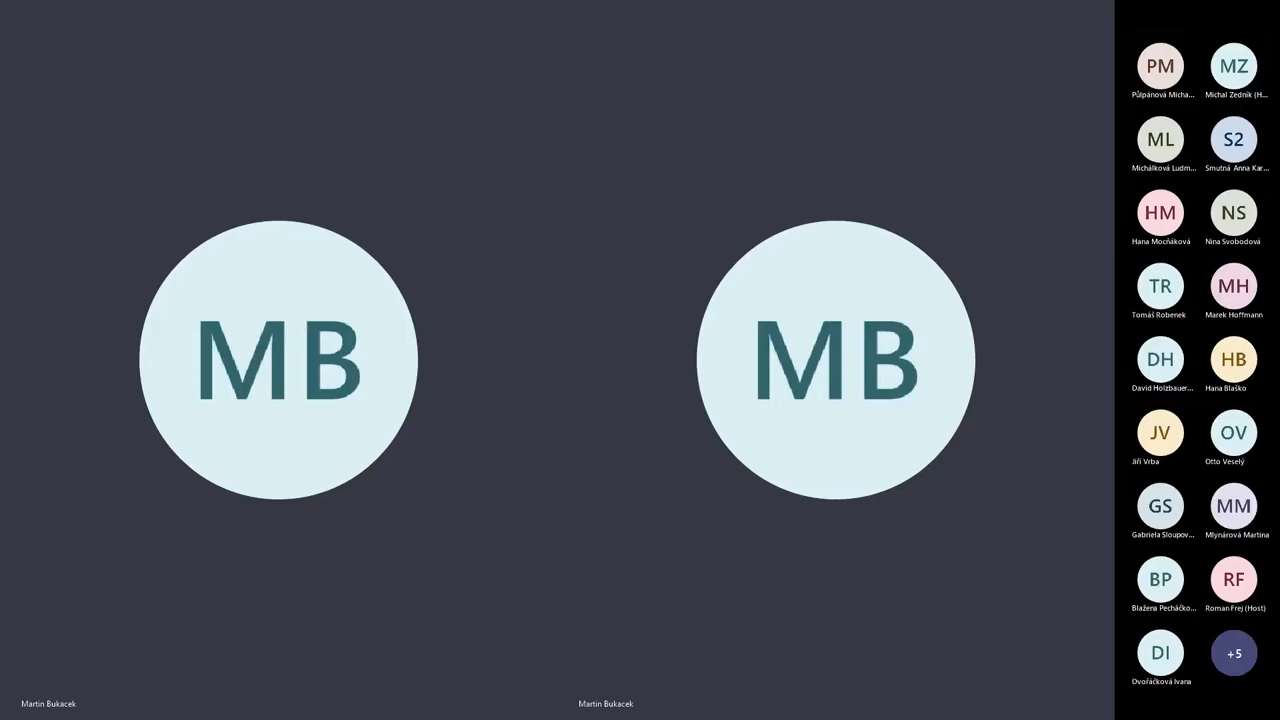 MB
Martin Bukacek
MB
Martin Bukacek
PM
Půlpánová Micha...
MZ
Michal Zedník (H...
ML
Michálková Ludm...
S2
Smutná Anna Kar...
HM
Hana Mocňáková
NS
Nina Svobodová
TR
Tomáš Robenek
MH
Marek Hoffmann
DH
David Holzbauer...
HB
Hana Blaško
JV
Jiří Vrba
OV
Otto Veselý
GS
Gabriela Sloupov...
MM
Mlynárová Martina
BP
Blažena Pecháčko...
RF
Roman Frej (Host)
DI
Dvořáčková Ivana
+5